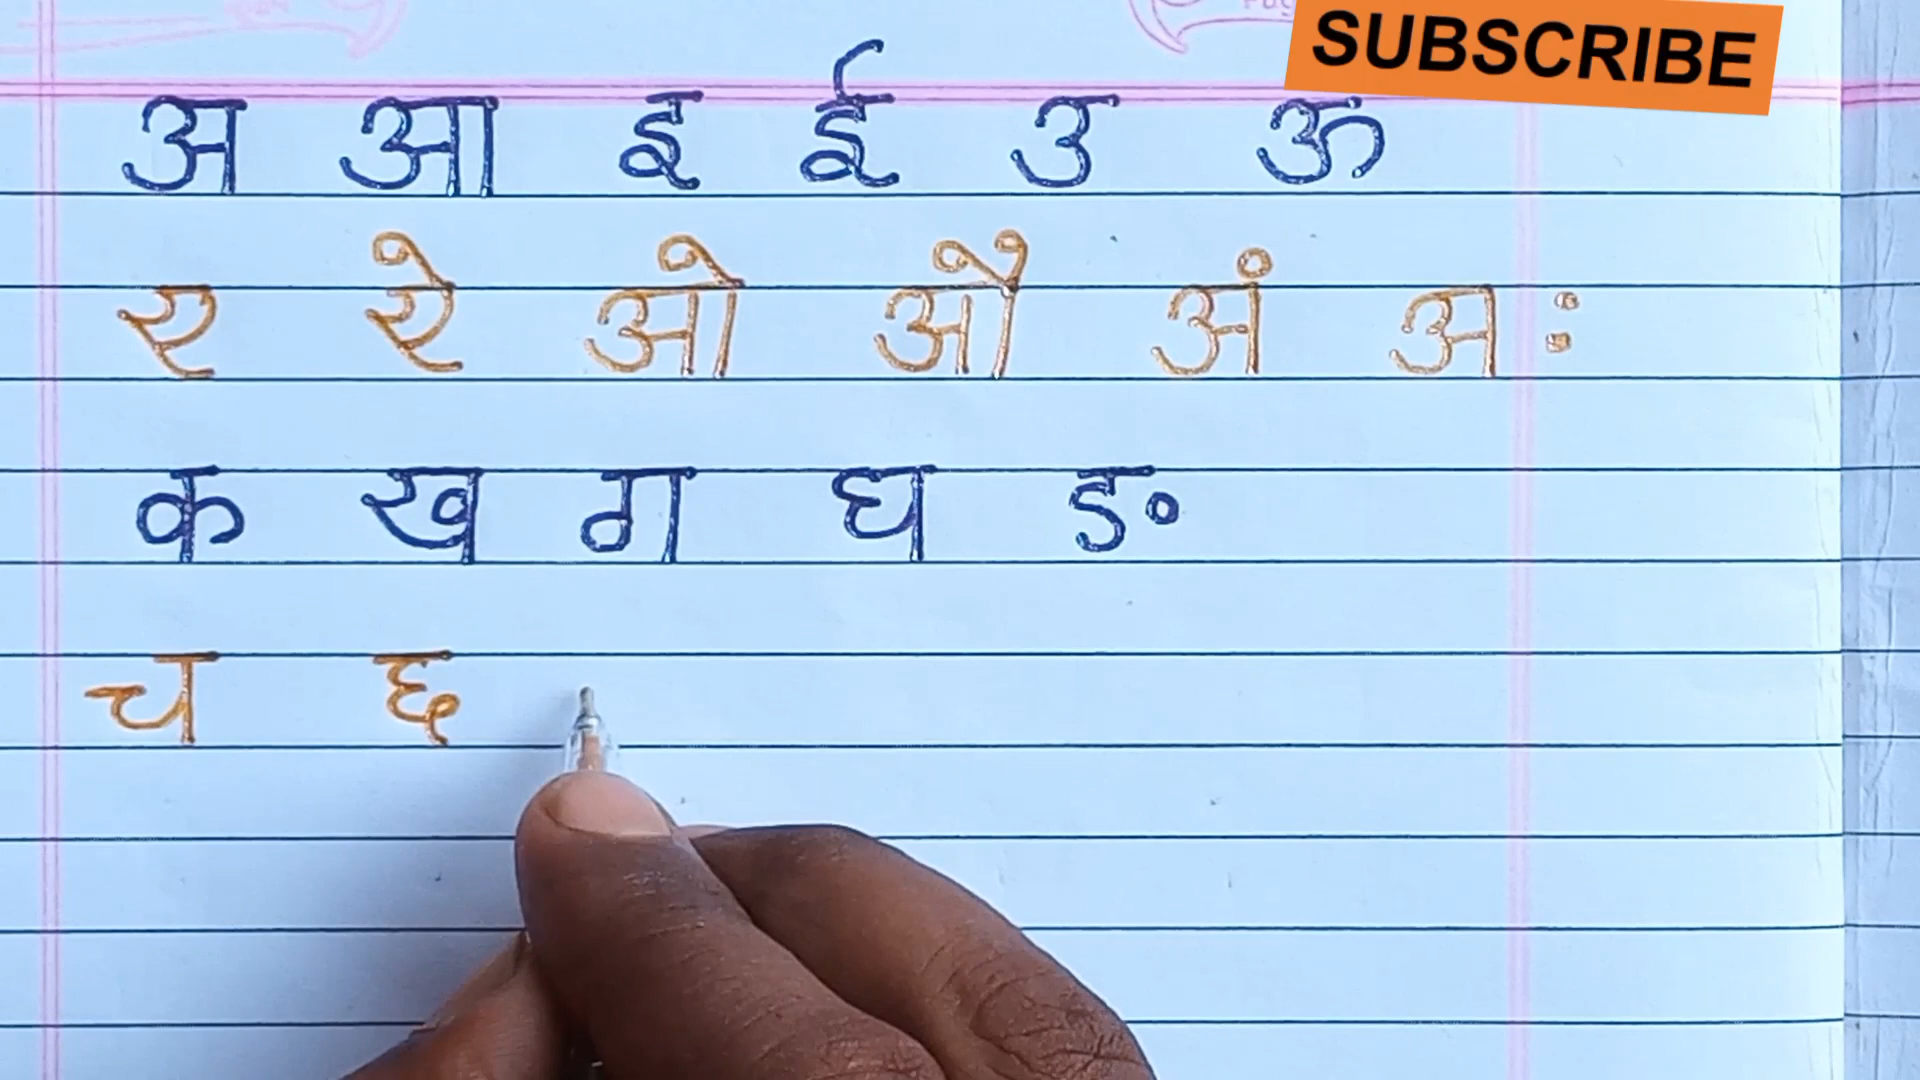 SUBSCRIBE
अ आ इ ई उ ऊ
ए ऐ ओ औ अं अः
क ख ग घ ङ
च छ